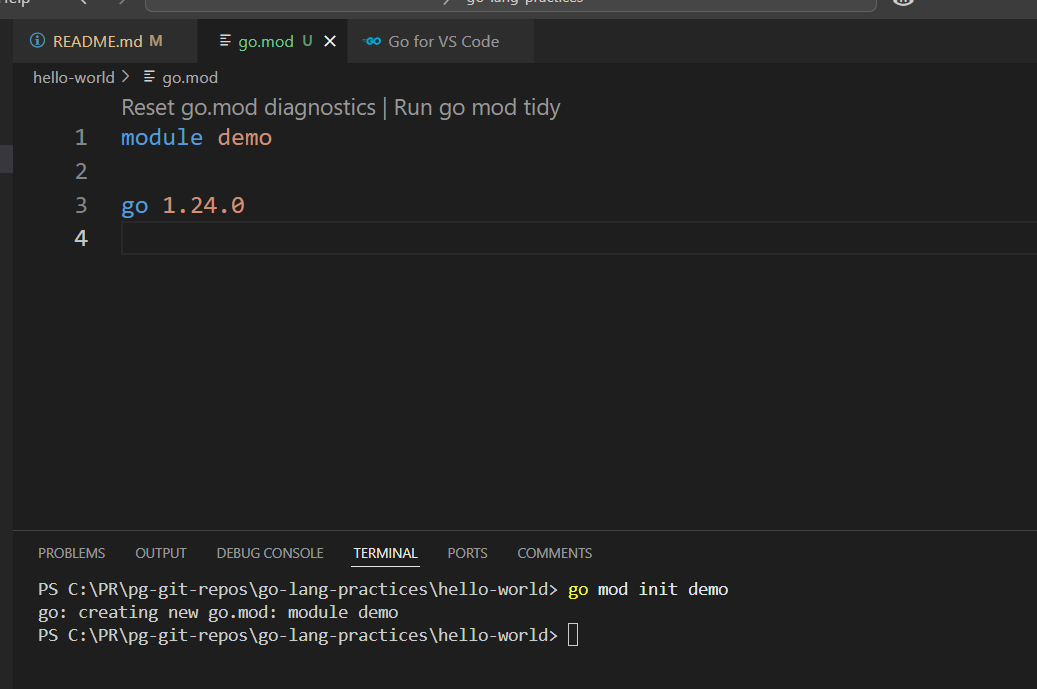 go-lang-practices
README.md M
go.mod U
Go for VS Code
hello-world > go.mod
Reset go.mod diagnostics | Run go mod tidy
1 module demo
2
3 go 1.24.0
4
PROBLEMS OUTPUT DEBUG CONSOLE TERMINAL PORTS COMMENTS
PS C:\PR\pg-git-repos\go-lang-practices\hello-world> go mod init demo
go: creating new go.mod: module demo
PS C:\PR\pg-git-repos\go-lang-practices\hello-world>